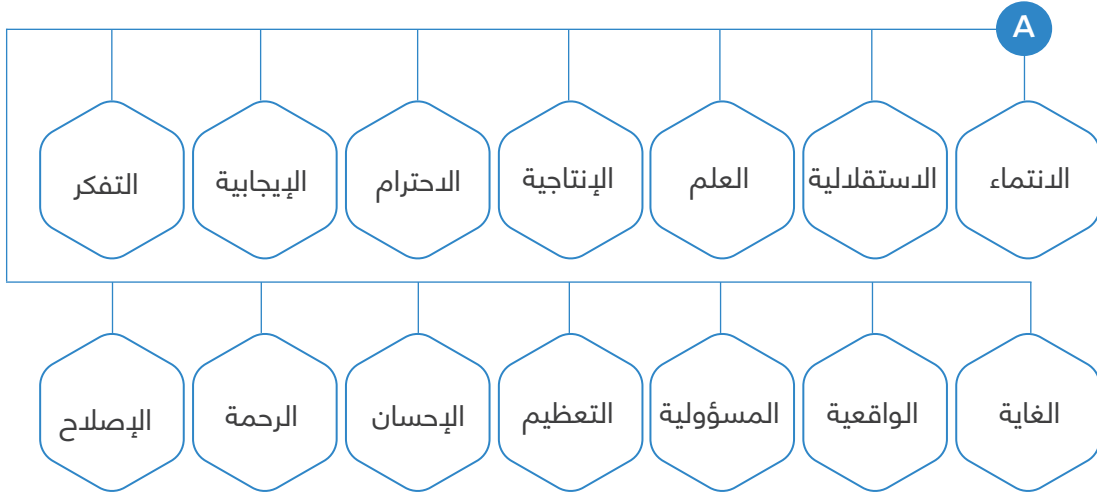 A
الانتماء
الاستقلالية
العلم
الإنتاجية
الاحترام
الإيجابية
التفكر
الغاية
الواقعية
المسؤولية
التعظيم
الإحسان
الرحمة
الإصلاح